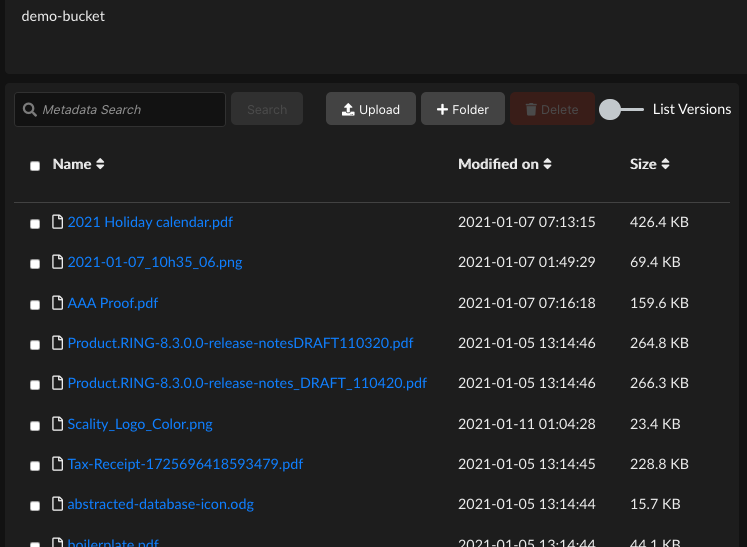 demo-bucket
Metadata Search Search Upload Folder Delete List Versions
Name Modified on Size
2021 Holiday calendar.pdf 2021-01-07 07:13:15 426.4 KB
2021-01-07_10h35_06.png 2021-01-07 01:49:29 69.4 KB
AAA Proof.pdf 2021-01-07 07:16:18 159.6 KB
Product.RING-8.3.0.0-release-notesDRAFT110320.pdf 2021-01-05 13:14:46 264.8 KB
Product.RING-8.3.0.0-release-notes_DRAFT_110420.pdf 2021-01-05 13:14:46 266.3 KB
Scality_Logo_Color.png 2021-01-11 01:04:28 23.4 KB
Tax-Receipt-1725696418593479.pdf 2021-01-05 13:14:45 228.8 KB
abstracted-database-icon.odg 2021-01-05 13:14:44 15.7 KB
boilerplate.pdf 2021-01-05 13:14:44 44.1 KB